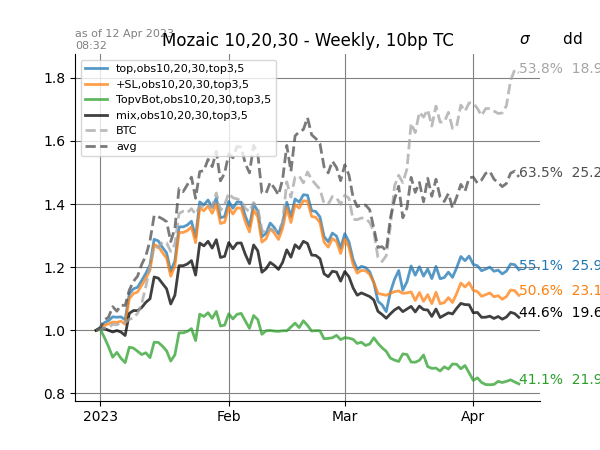 as of 12 Apr 2023
08:32
Mozaic 10,20,30 - Weekly, 10bp TC
σ dd
top,obs10,20,30,top3,5
+SL,obs10,20,30,top3,5
TopvBot,obs10,20,30,top3,5
mix,obs10,20,30,top3,5
BTC
avg
1.8
1.6
1.4
1.2
1.0
0.8
53.8% 18.9
63.5% 25.2
55.1% 25.9
50.6% 23.1
44.6% 19.6
41.1% 21.9
2023 Feb Mar Apr